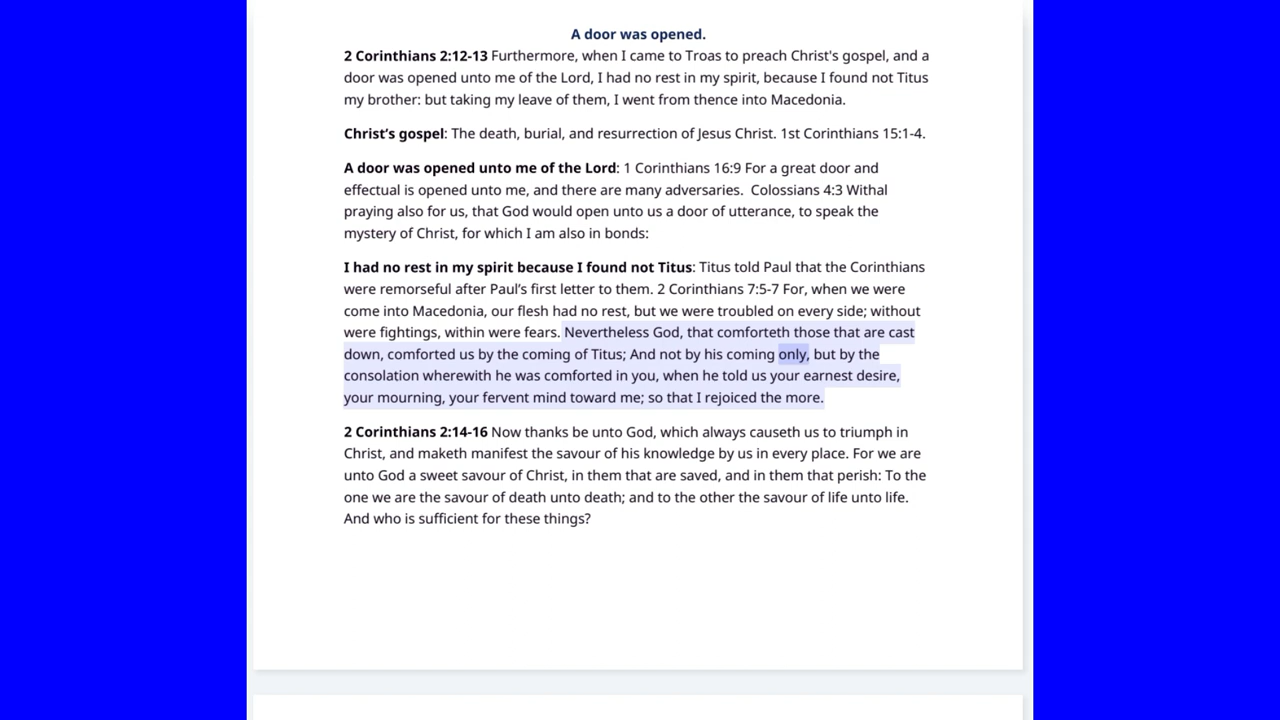 A door was opened.
2 Corinthians 2:12-13 Furthermore, when I came to Troas to preach Christ's gospel, and a
door was opened unto me of the Lord, I had no rest in my spirit, because I found not Titus
my brother: but taking my leave of them, I went from thence into Macedonia.
Christ’s gospel: The death, burial, and resurrection of Jesus Christ. 1st Corinthians 15:1-4.
A door was opened unto me of the Lord: 1 Corinthians 16:9 For a great door and
effectual is opened unto me, and there are many adversaries.  Colossians 4:3 Withal
praying also for us, that God would open unto us a door of utterance, to speak the
mystery of Christ, for which I am also in bonds:
I had no rest in my spirit because I found not Titus: Titus told Paul that the Corinthians
were remorseful after Paul’s first letter to them. 2 Corinthians 7:5-7 For, when we were
come into Macedonia, our flesh had no rest, but we were troubled on every side; without
were fightings, within were fears. Nevertheless God, that comforteth those that are cast
down, comforted us by the coming of Titus; And not by his coming only, but by the
consolation wherewith he was comforted in you, when he told us your earnest desire,
your mourning, your fervent mind toward me; so that I rejoiced the more.
2 Corinthians 2:14-16 Now thanks be unto God, which always causeth us to triumph in
Christ, and maketh manifest the savour of his knowledge by us in every place. For we are
unto God a sweet savour of Christ, in them that are saved, and in them that perish: To the
one we are the savour of death unto death; and to the other the savour of life unto life.
And who is sufficient for these things?